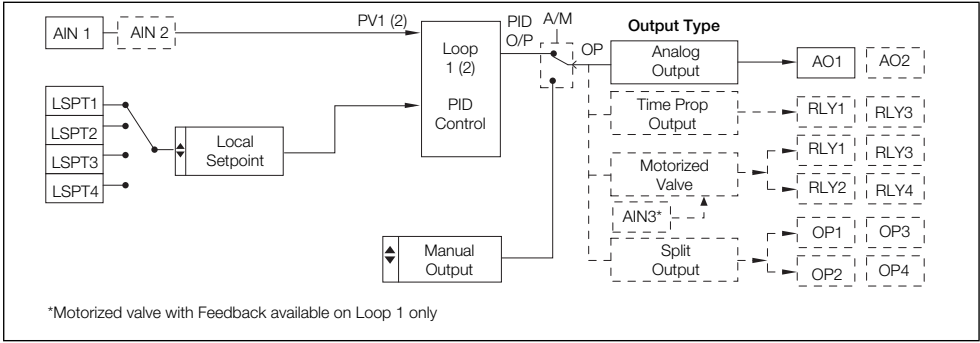 PV1 (2)
PID
O/P
A/M
Output Type
AIN 1
AIN 2
Loop
1 (2)
PID
Control
OP
Analog
Output
AO1
AO2
LSPT1
LSPT2
LSPT3
LSPT4
Local
Setpoint
Time Prop
Output
RLY1
RLY3
Motorized
Valve
RLY1
RLY3
RLY2
RLY4
AIN3*
Manual
Output
Split
Output
OP1
OP3
OP2
OP4
*Motorized valve with Feedback available on Loop 1 only